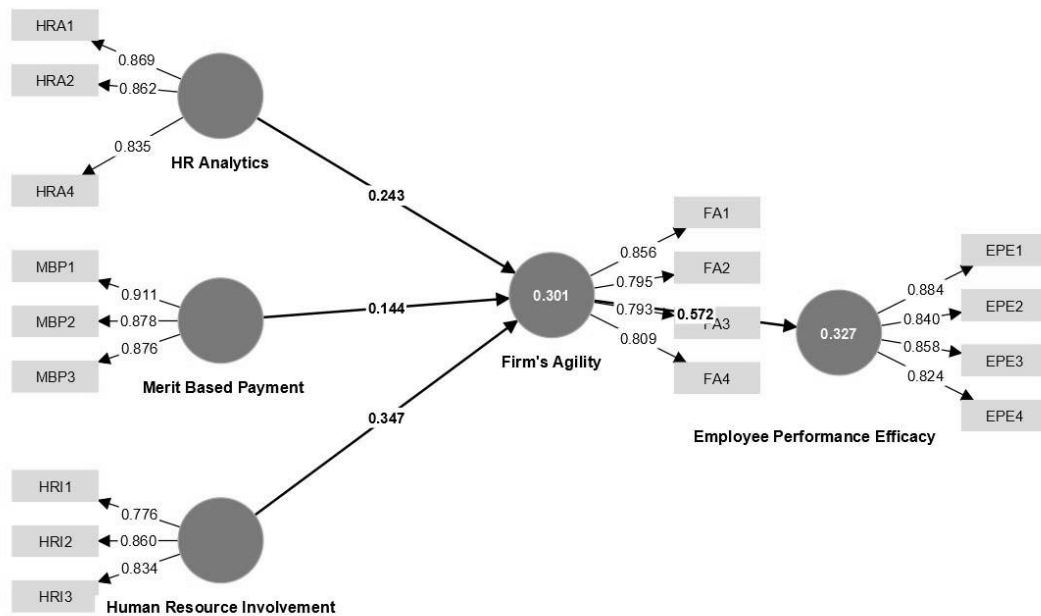 HRA1
0.869
HRA2
0.862
0.835
HRA4
HR Analytics
0.243
MBP1
0.911
MBP2
0.878
0.876
MBP3
Merit Based Payment
0.144
0.347
HRI1
0.776
HRI2
0.860
0.834
HRI3
Human Resource Involvement
0.301
Firm's Agility
FA1
0.856
FA2
0.795
0.793
0.572
FA3
0.809
FA4
0.327
Employee Performance Efficacy
EPE1
0.884
EPE2
0.840
0.858
EPE3
0.824
EPE4